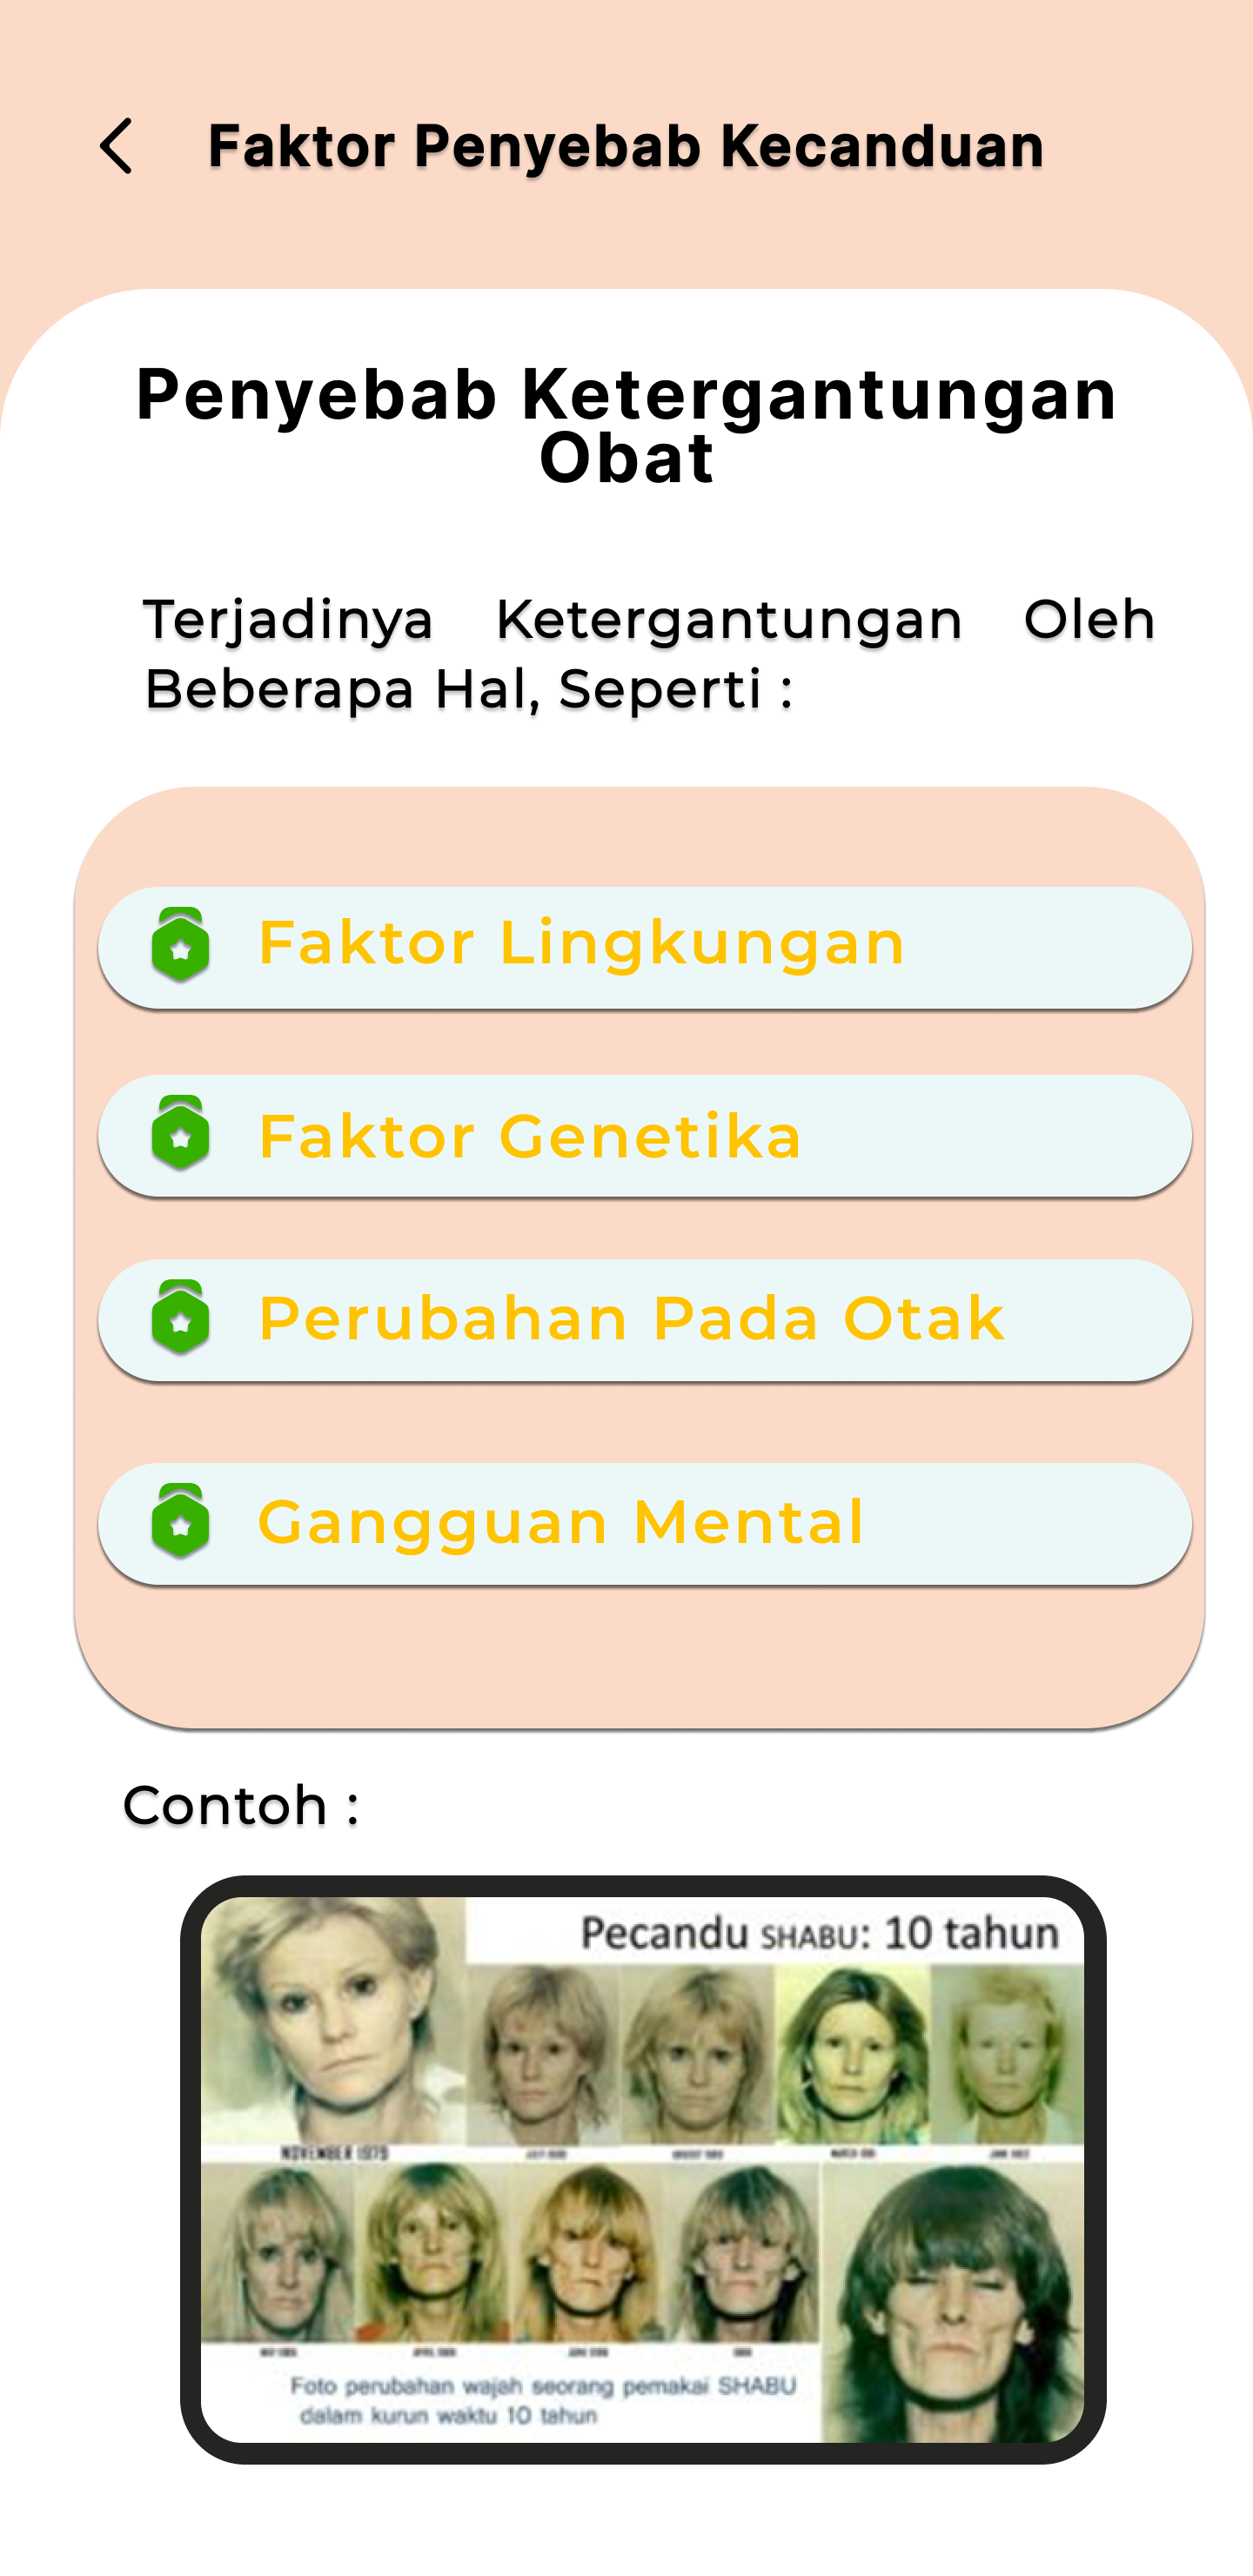 Faktor Penyebab Kecanduan
Penyebab Ketergantungan
Obat
Terjadinya Ketergantungan Oleh
Beberapa Hal, Seperti :
Faktor Lingkungan
Faktor Genetika
Perubahan Pada Otak
Gangguan Mental
Contoh :
Pecandu SHABU: 10 tahun
NOVEMBER 1979
Foto perubahan wajah seorang pemakai SHABU
dalam kurun waktu 10 tahun